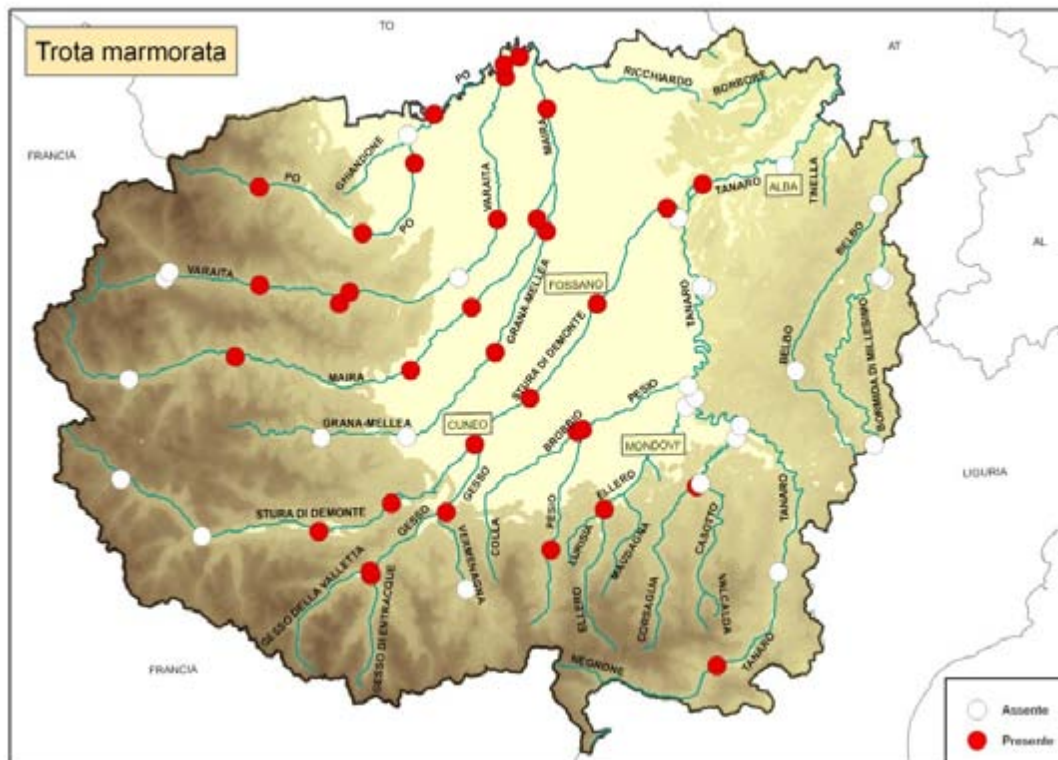 Trota marmorata
TO
AT
PO
RICCHIARDO
BORBORE
MAIRA
FRANCIA
GHIANDONE
PO
VARAITA
PO
TANARO
ALBA
TINELLA
BELBO
AL
VARAITA
FOSSANO
GRANA-MELLEA
TANARO
BORMIDA DI MILLESIMO
STURA DI DEMONTE
BELBO
MAIRA
PESIO
GRANA-MELLEA
CUNEO
BROBBIO
MONDOVI'
LIGURIA
GESSO
ELLERO
TANARO
STURA DI DEMONTE
GESSO
COLLA
PESIO
LURISIA
MAUDAGNA
CASOTTO
VERMENAGNA
GESSO DELLA VALLETTA
GESSO DI ENTRACQUE
ELLERO
CORSAGLIA
VALCALDA
TANARO
FRANCIA
NEGRONE
Assente
Presente